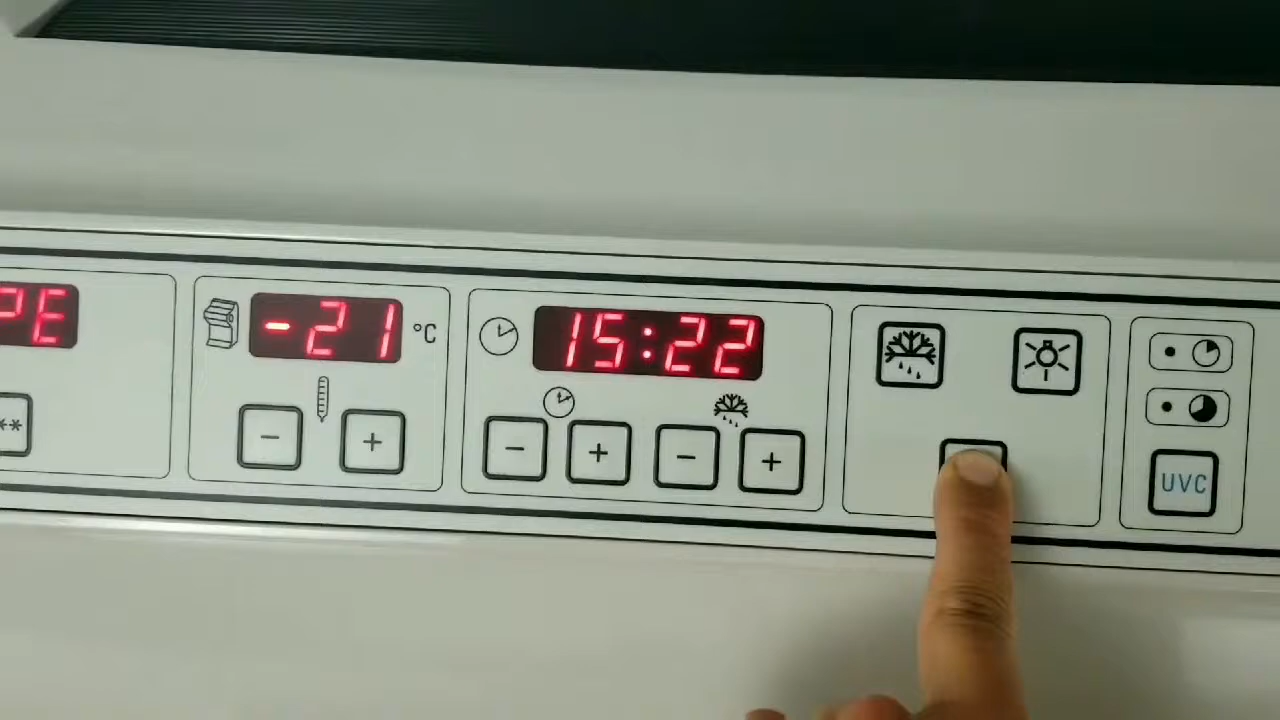 PE
-21 °C
15:22
**
- +
- + - +
UVC